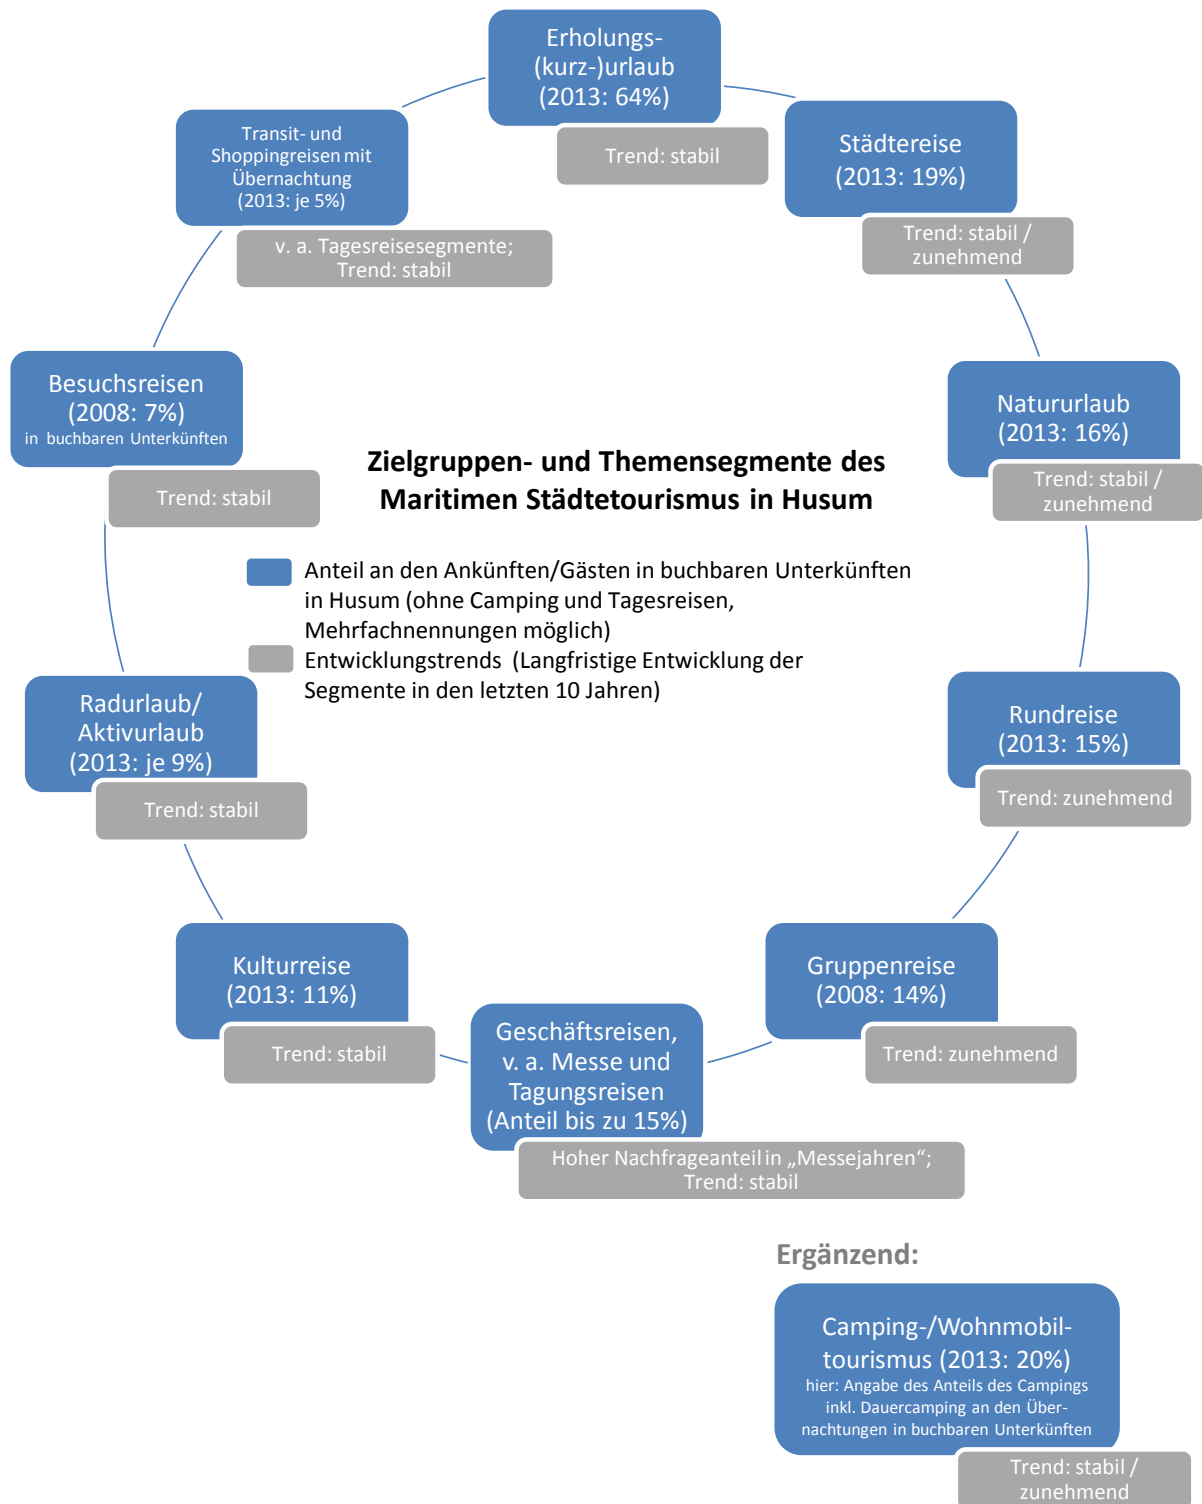 Erholungs-
(kurz-)urlaub
(2013: 64%)
Trend: stabil
Städtereise
(2013: 19%)
Trend: stabil /
zunehmend
Natururlaub
(2013: 16%)
Trend: stabil /
zunehmend
Rundreise
(2013: 15%)
Trend: zunehmend
Gruppenreise
(2008: 14%)
Trend: zunehmend
Geschäftsreisen,
v. a. Messe und
Tagungsreisen
(Anteil bis zu 15%)
Hoher Nachfrageanteil in „Messejahren“;
Trend: stabil
Kulturreise
(2013: 11%)
Trend: stabil
Radurlaub/
Aktivurlaub
(2013: je 9%)
Trend: stabil
Besuchsreisen
(2008: 7%)
in buchbaren Unterkünften
Trend: stabil
Transit- und
Shoppingreisen mit
Übernachtung
(2013: je 5%)
v. a. Tagesreisesegmente;
Trend: stabil
Zielgruppen- und Themensegmente des
Maritimen Städtetourismus in Husum
Anteil an den Ankünften/Gästen in buchbaren Unterkünften
in Husum (ohne Camping und Tagesreisen,
Mehrfachnennungen möglich)
Entwicklungstrends (Langfristige Entwicklung der
Segmente in den letzten 10 Jahren)
Ergänzend:
Camping-/Wohnmobil-
tourismus (2013: 20%)
hier: Angabe des Anteils des Campings
inkl. Dauercamping an den Über-
nachtungen in buchbaren Unterkünften
Trend: stabil /
zunehmend